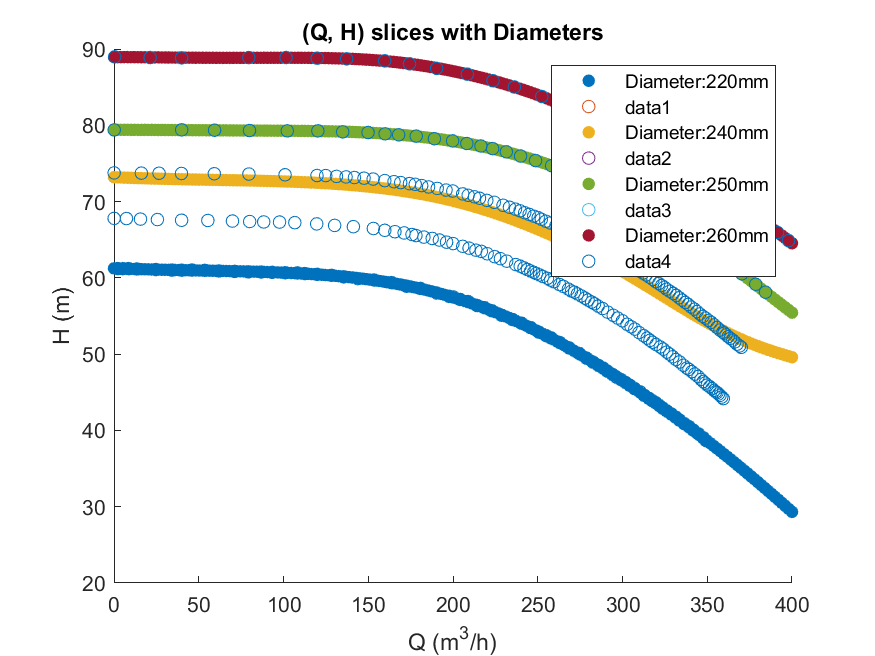 (Q, H) slices with Diameters
90
80
70
60
50
40
30
20
H (m)
Diameter:220mm
data1
Diameter:240mm
data2
Diameter:250mm
data3
Diameter:260mm
data4
0 50 100 150 200 250 300 350 400
Q (m³/h)